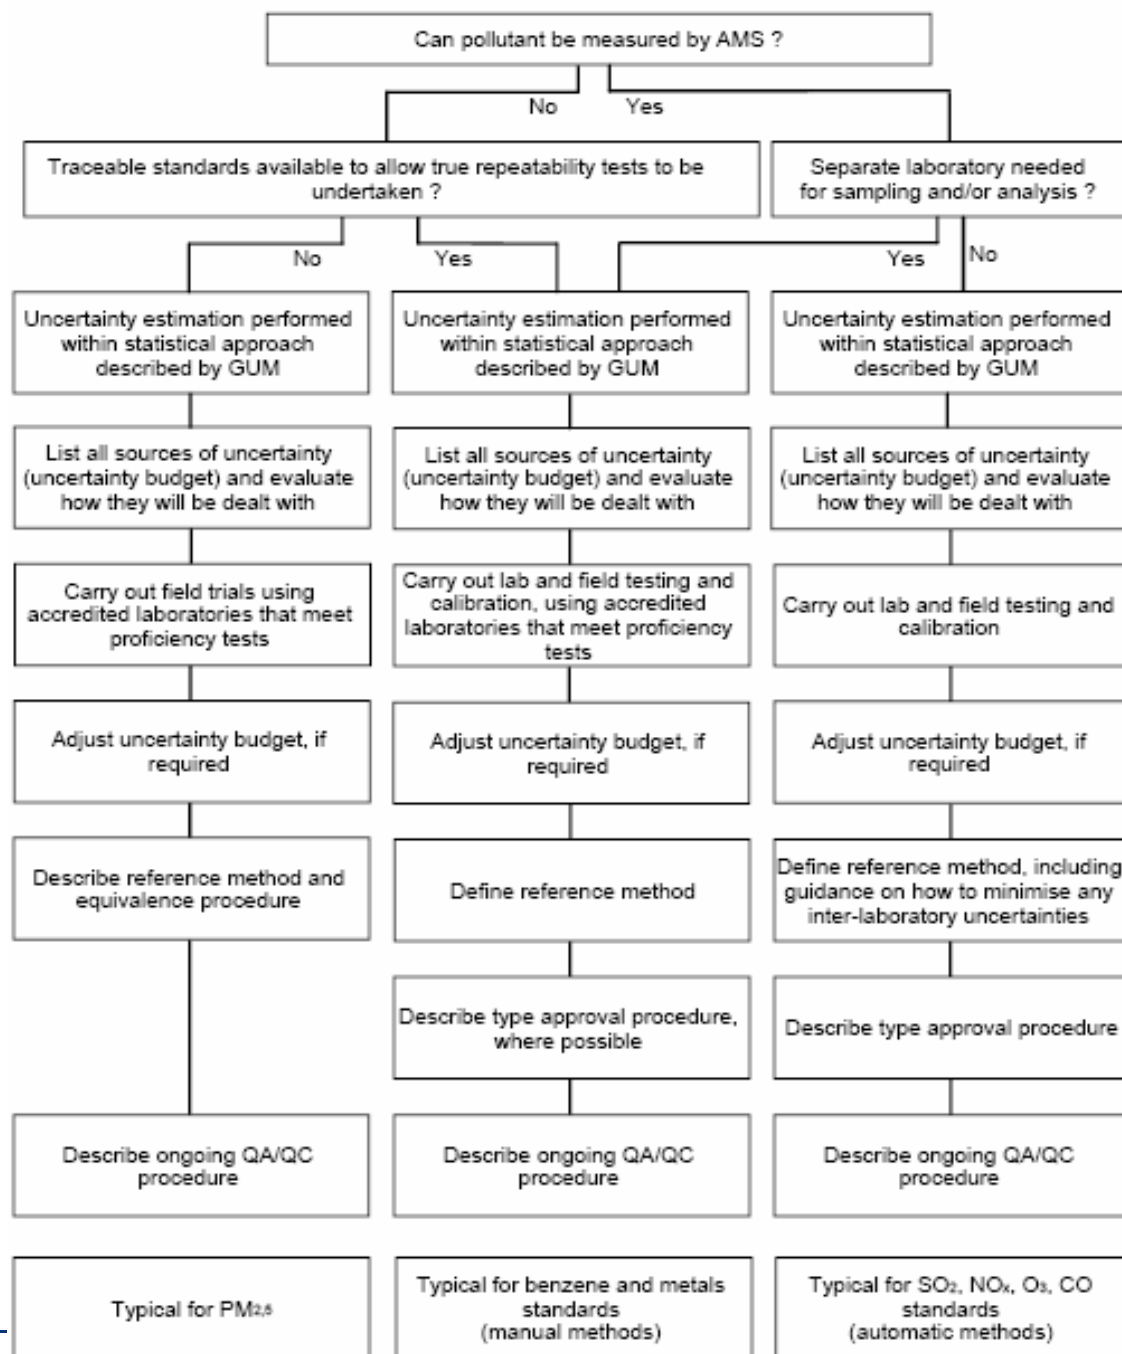 Can pollutant be measured by AMS ?
No
Yes
Traceable standards available to allow true repeatability tests to be
undertaken ?
Separate laboratory needed
for sampling and/or analysis ?
No
Yes
Yes
No
Uncertainty estimation performed
within statistical approach
described by GUM
Uncertainty estimation performed
within statistical approach
described by GUM
Uncertainty estimation performed
within statistical approach
described by GUM
List all sources of uncertainty
(uncertainty budget) and evaluate
how they will be dealt with
List all sources of uncertainty
(uncertainty budget) and evaluate
how they will be dealt with
List all sources of uncertainty
(uncertainty budget) and evaluate
how they will be dealt with
Carry out field trials using
accredited laboratories that meet
proficiency tests
Carry out lab and field testing and
calibration, using accredited
laboratories that meet proficiency
tests
Carry out lab and field testing and
calibration
Adjust uncertainty budget, if
required
Adjust uncertainty budget, if
required
Adjust uncertainty budget, if
required
Describe reference method and
equivalence procedure
Define reference method
Define reference method, including
guidance on how to minimise any
inter-laboratory uncertainties
Describe type approval procedure,
where possible
Describe type approval procedure
Describe ongoing QA/QC
procedure
Describe ongoing QA/QC
procedure
Describe ongoing QA/QC
procedure
Typical for PM2,5
Typical for benzene and metals
standards
(manual methods)
Typical for SO₂, NOₓ, O₃, CO
standards
(automatic methods)